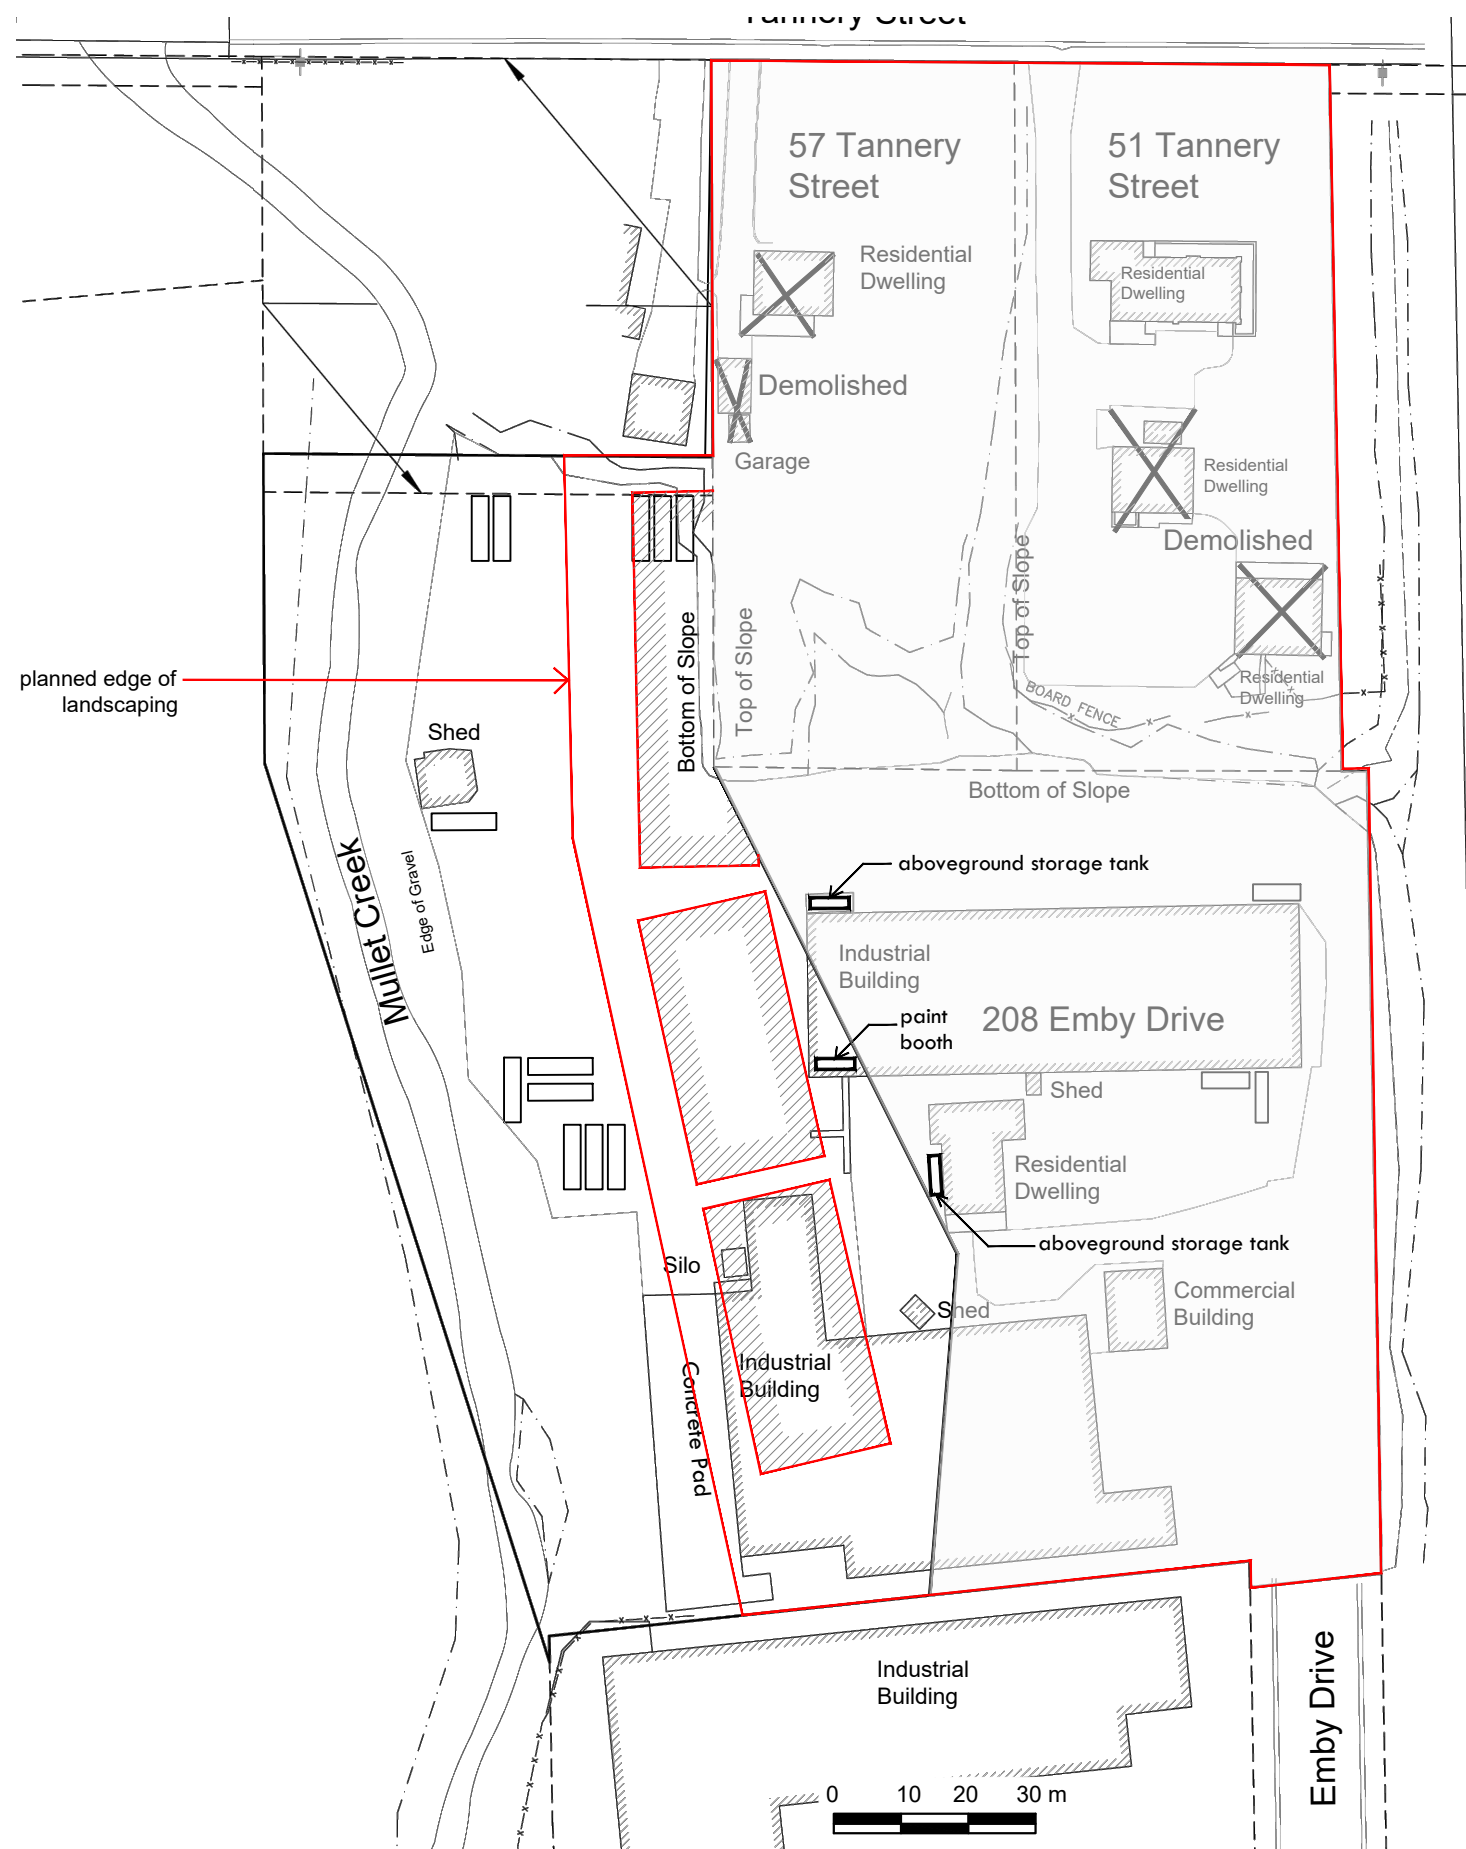 Tannery Street
57 Tannery
Street
51 Tannery
Street
Residential
Dwelling
Residential
Dwelling
Demolished
Garage
Residential
Dwelling
Demolished
Top of Slope
Bottom of Slope
Top of Slope
planned edge of
landscaping
Residential
Dwelling
BOARD FENCE
Shed
Bottom of Slope
Mullet Creek
Edge of Gravel
aboveground storage tank
Industrial
Building
paint
booth
208 Emby Drive
Shed
Residential
Dwelling
aboveground storage tank
Silo
Shed
Commercial
Building
Industrial
Building
Concrete Pad
Industrial
Building
Emby Drive
0 10 20 30 m